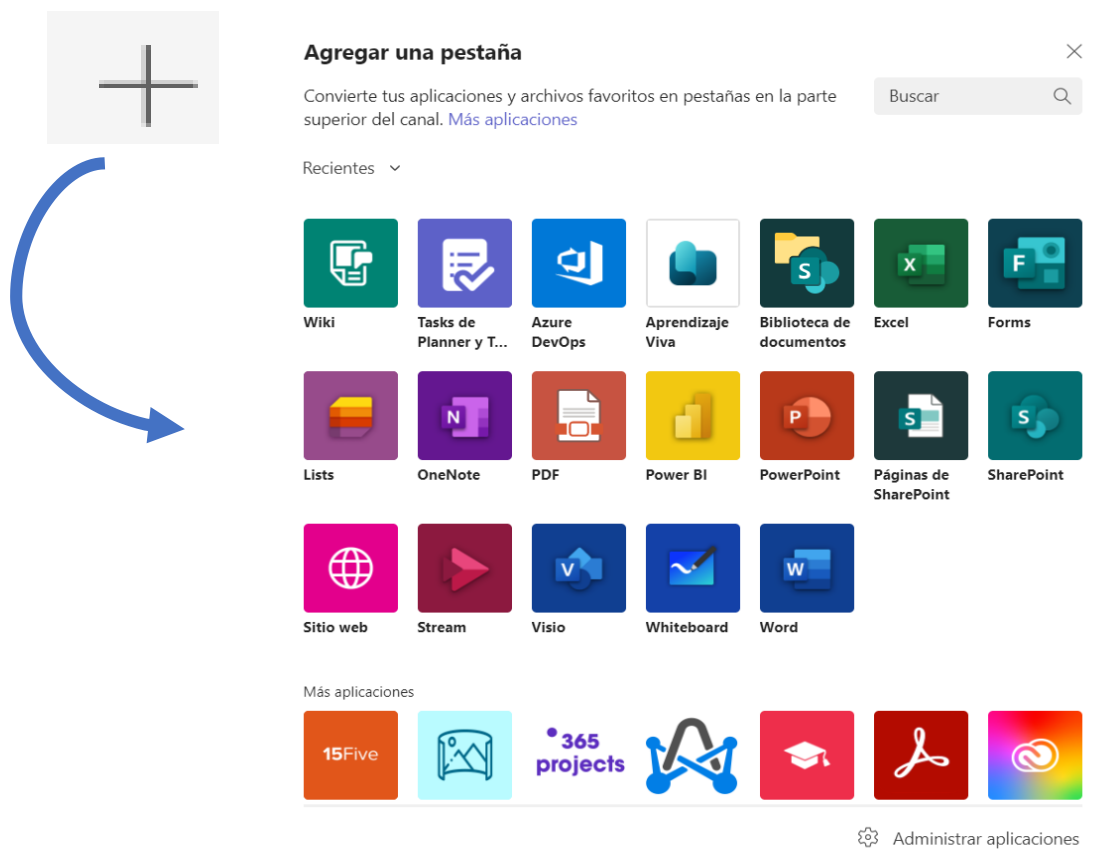 Agregar una pestaña
Convierte tus aplicaciones y archivos favoritos en pestañas en la parte
superior del canal. Más aplicaciones
Buscar
Recientes
Wiki
Tasks de
Planner y T...
Azure
DevOps
Aprendizaje
Viva
S
Biblioteca de
documentos
X
Excel
F
Forms
Lists
N
OneNote
PDF
Power BI
P
PowerPoint
S
Páginas de
SharePoint
S
SharePoint
Sitio web
Stream
V
Visio
Whiteboard
W
Word
Más aplicaciones
15Five
365
projects
Administrar aplicaciones